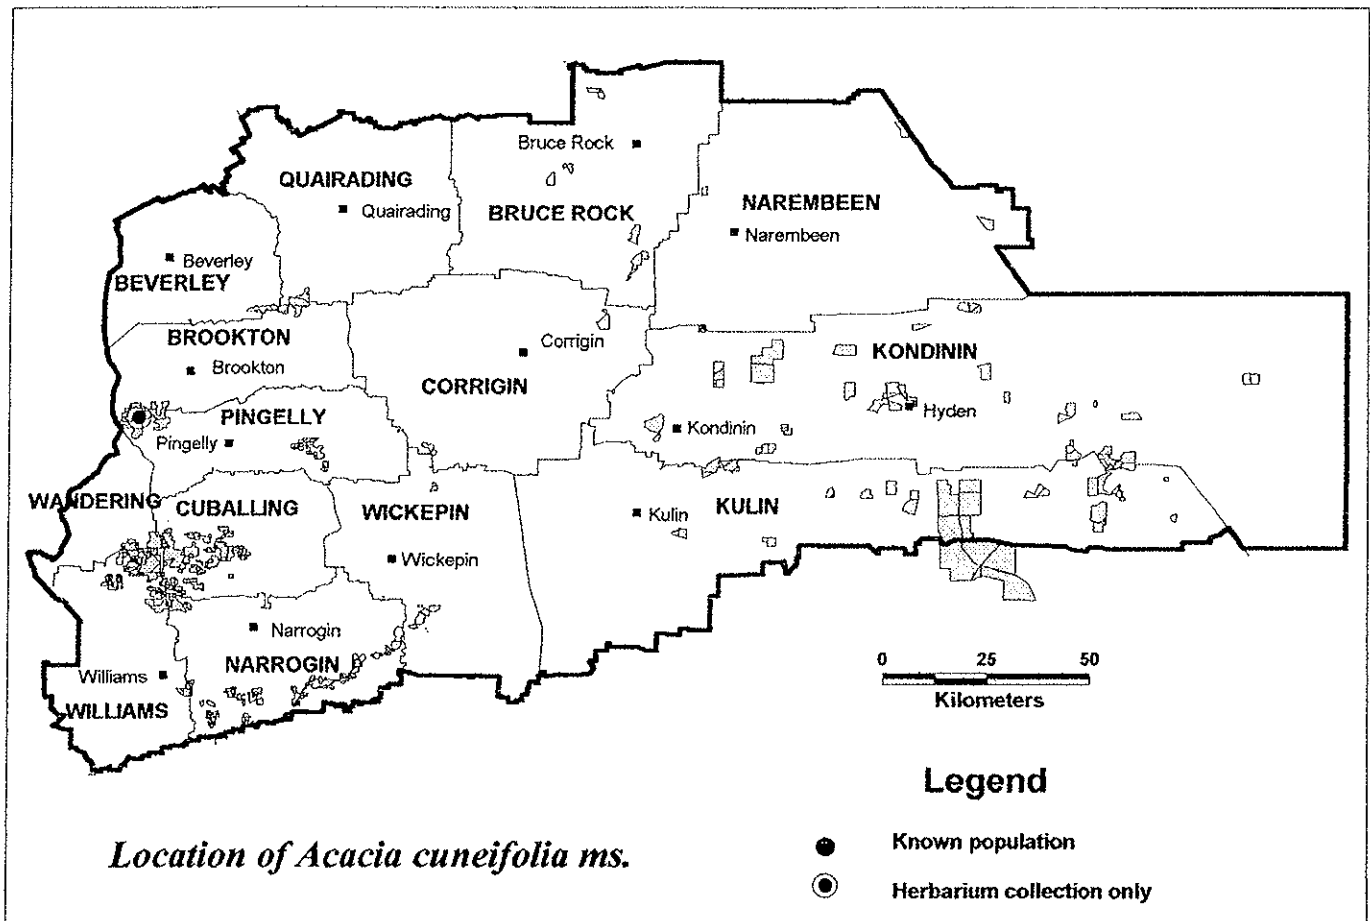 Bruce Rock
QUAIRADING
Quairading
BRUCE ROCK
NAREMBEEN
Narembeen
Beverley
BEVERLEY
BROOKTON
Brookton
Corrigin
CORRIGIN
KONDININ
Hyden
PINGELLY
Pingelly
Kondinin
WANDERING
CUBALLING
WICKEPIN
Wickepin
Kulin
KULIN
Narrogin
NARROGIN
Williams
WILLIAMS
0 25 50
Kilometers
Legend
Known population
Herbarium collection only
Location of Acacia cuneifolia ms.